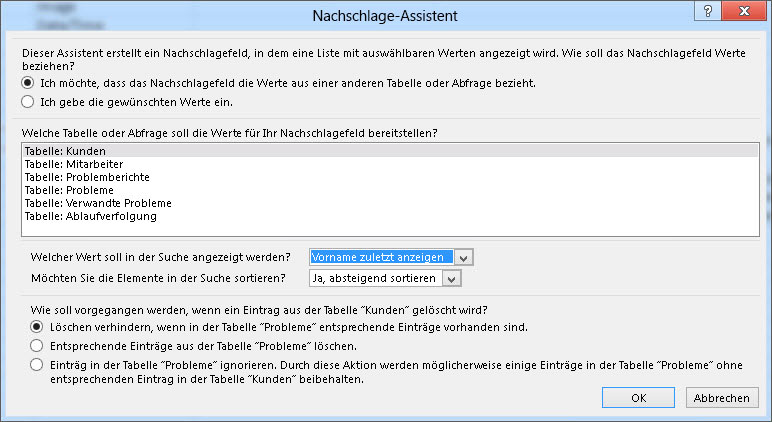 Image
Date/Time
Nachschlage-Assistent
?
Dieser Assistent erstellt ein Nachschlagefeld, in dem eine Liste mit auswählbaren Werten angezeigt wird. Wie soll das Nachschlagefeld Werte
beziehen?
Ich möchte, dass das Nachschlagefeld die Werte aus einer anderen Tabelle oder Abfrage bezieht.
Ich gebe die gewünschten Werte ein.
Welche Tabelle oder Abfrage soll die Werte für Ihr Nachschlagefeld bereitstellen?
Tabelle: Kunden
Tabelle: Mitarbeiter
Tabelle: Problemberichte
Tabelle: Probleme
Tabelle: Verwandte Probleme
Tabelle: Ablaufverfolgung
Welcher Wert soll in der Suche angezeigt werden? Vorname zuletzt anzeigen
Möchten Sie die Elemente in der Suche sortieren? Ja, absteigend sortieren
Wie soll vorgegangen werden, wenn ein Eintrag aus der Tabelle "Kunden" gelöscht wird?
Löschen verhindern, wenn in der Tabelle "Probleme" entsprechende Einträge vorhanden sind.
Entsprechende Einträge aus der Tabelle "Probleme" löschen.
Einträg in der Tabelle "Probleme" ignorieren. Durch diese Aktion werden möglicherweise einige Einträge in der Tabelle "Probleme" ohne
entsprechenden Eintrag in der Tabelle "Kunden" beibehalten.
OK Abbrechen